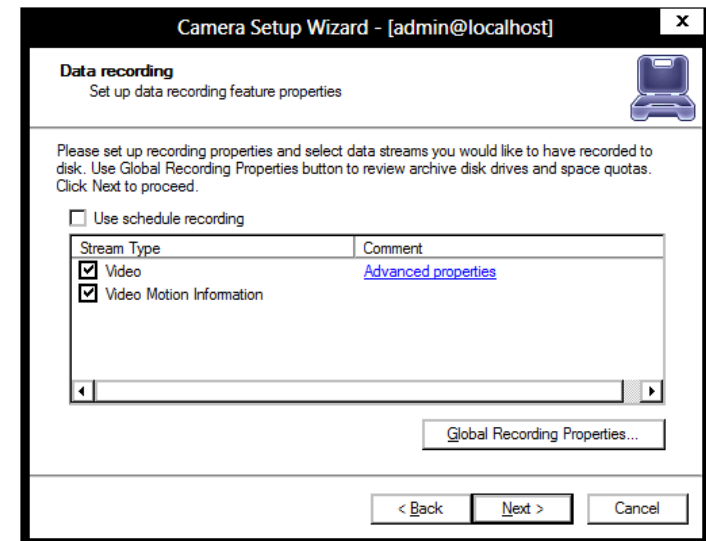 Camera Setup Wizard - [admin@localhost]
x
Data recording
Set up data recording feature properties
Please set up recording properties and select data streams you would like to have recorded to
disk. Use Global Recording Properties button to review archive disk drives and space quotas.
Click Next to proceed.
Use schedule recording
Stream Type Comment
Video Advanced properties
Video Motion Information
Global Recording Properties...
< Back Next > Cancel